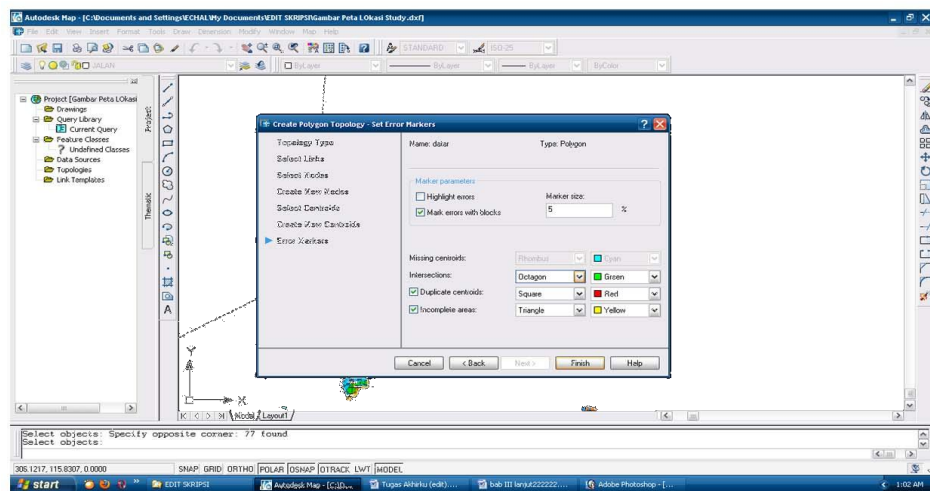 Autodesk Map - [C:\Documents and Settings\ECHAL\My Documents\EDIT SKRIPSI\Gambar Peta LOkasi Study.dxf]
File Edit View Insert Format Tools Draw Dimension Modify Window Map Help
STANDARD ISO-25
JALAN ByLayer ByLayer ByLayer ByColor
Project [Gambar Peta LOkasi
Drawings
Query Library
Current Query
Feature Classes
Undefined Classes
Data Sources
Topologies
Link Templates
Project
Thematic
Create Polygon Topology - Set Error Markers
Topology Type
Select Links
Select Nodes
Create New Nodes
Select Centroids
Create New Centroids
Error Markers
Type: Polygon
Marker parameters
Highlight errors
Mark errors with blocks
Marker size:
5 %
Missing centroids: Rhombus Cyan
Intersections: Octagon Green
Duplicate centroids: Square Red
Incomplete areas: Triangle Yellow
Cancel < Back Next > Finish Help
Y
X
Model Layout1
Select objects: Specify opposite corner: 77 found
Select objects:
306.1217, 115.8307, 0.0000 SNAP GRID ORTHO POLAR OSNAP OTRACK LWT MODEL
start EDIT SKRIPSI Autodesk Map - [C:\D... Tugas Akhirku (edit).... bab III lanjut222222.... Adobe Photoshop - [... 1:02 AM